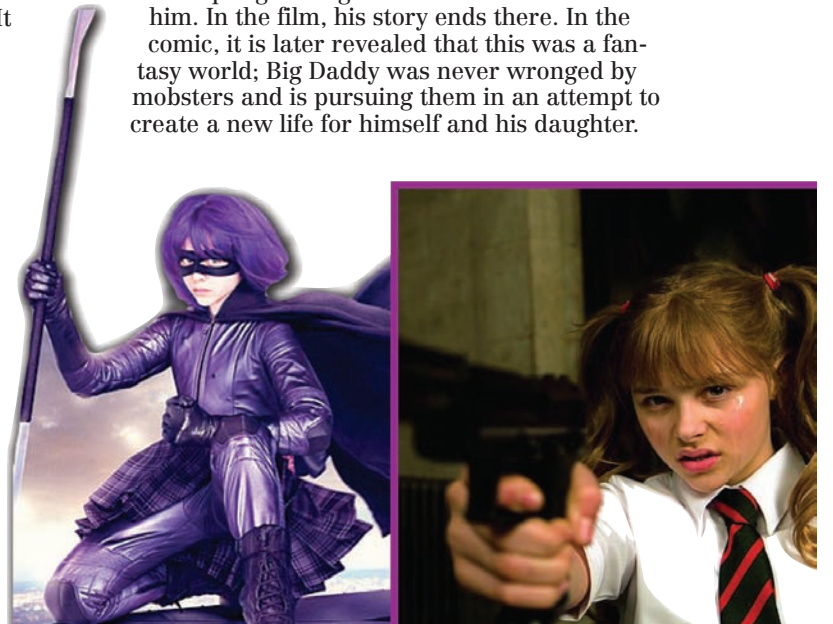 It
him. In the film, his story ends there. In the
comic, it is later revealed that this was a fan-
tasy world; Big Daddy was never wronged by
mobsters and is pursuing them in an attempt to
create a new life for himself and his daughter.